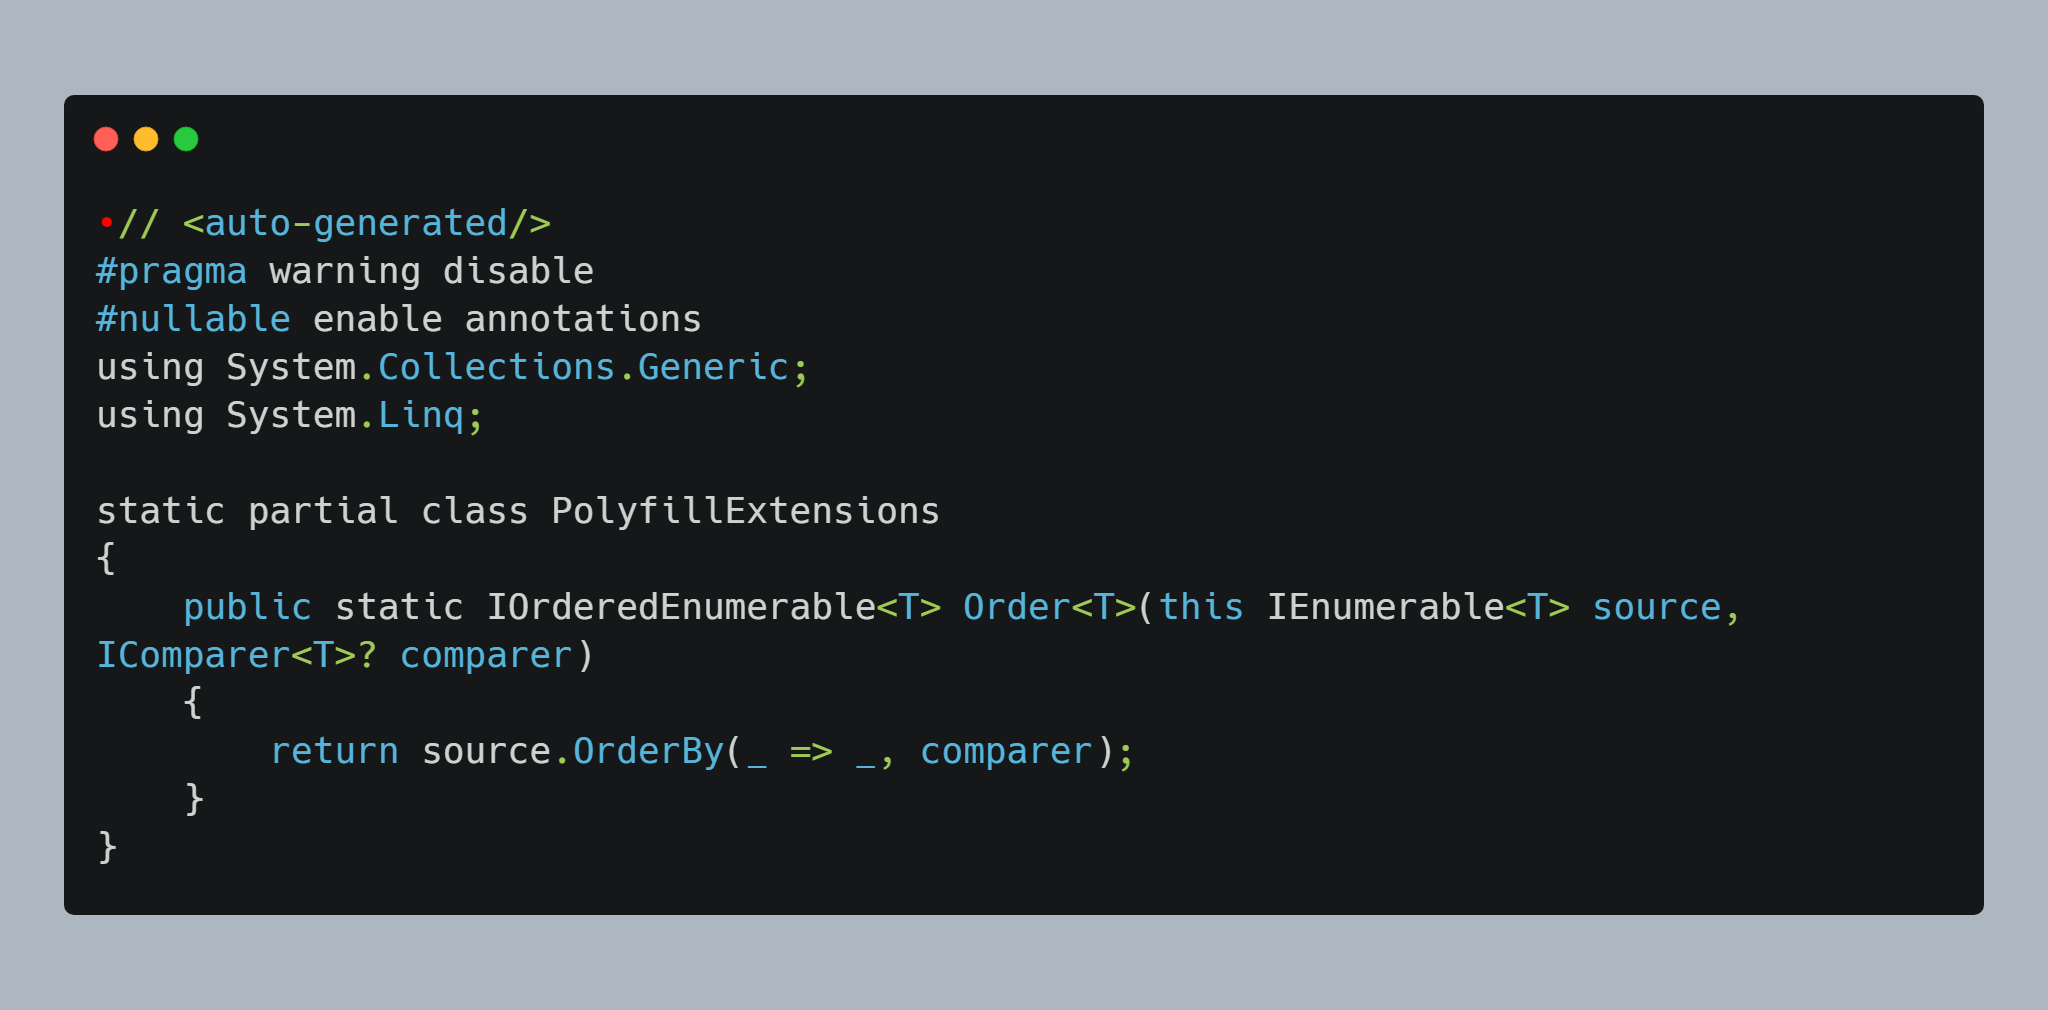 •// <auto-generated/>
#pragma warning disable
#nullable enable annotations
using System.Collections.Generic;
using System.Linq;

static partial class PolyfillExtensions
{
    public static IOrderedEnumerable<T> Order<T>(this IEnumerable<T> source,
IComparer<T>? comparer)
    {
        return source.OrderBy(_ => _, comparer);
    }
}